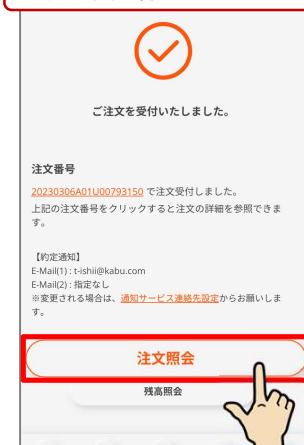 ご注文を受付いたしました。
注文番号
20230306A01U00793150 で注文受付しました。
上記の注文番号をクリックすると注文の詳細を参照できま
す。
【約定通知】
E-Mail(1) : t-ishii@kabu.com
E-Mail(2) : 指定なし
※変更される場合は、通知サービス連絡先設定からお願いしま
す。
注文照会
残高照会